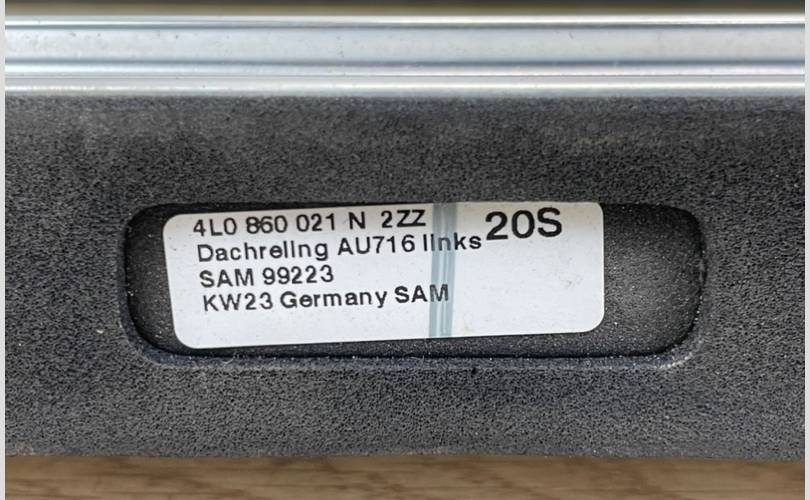 4L0 860 021 N 2ZZ 20S
Dachreling AU716 links
SAM 99223
KW23 Germany SAM